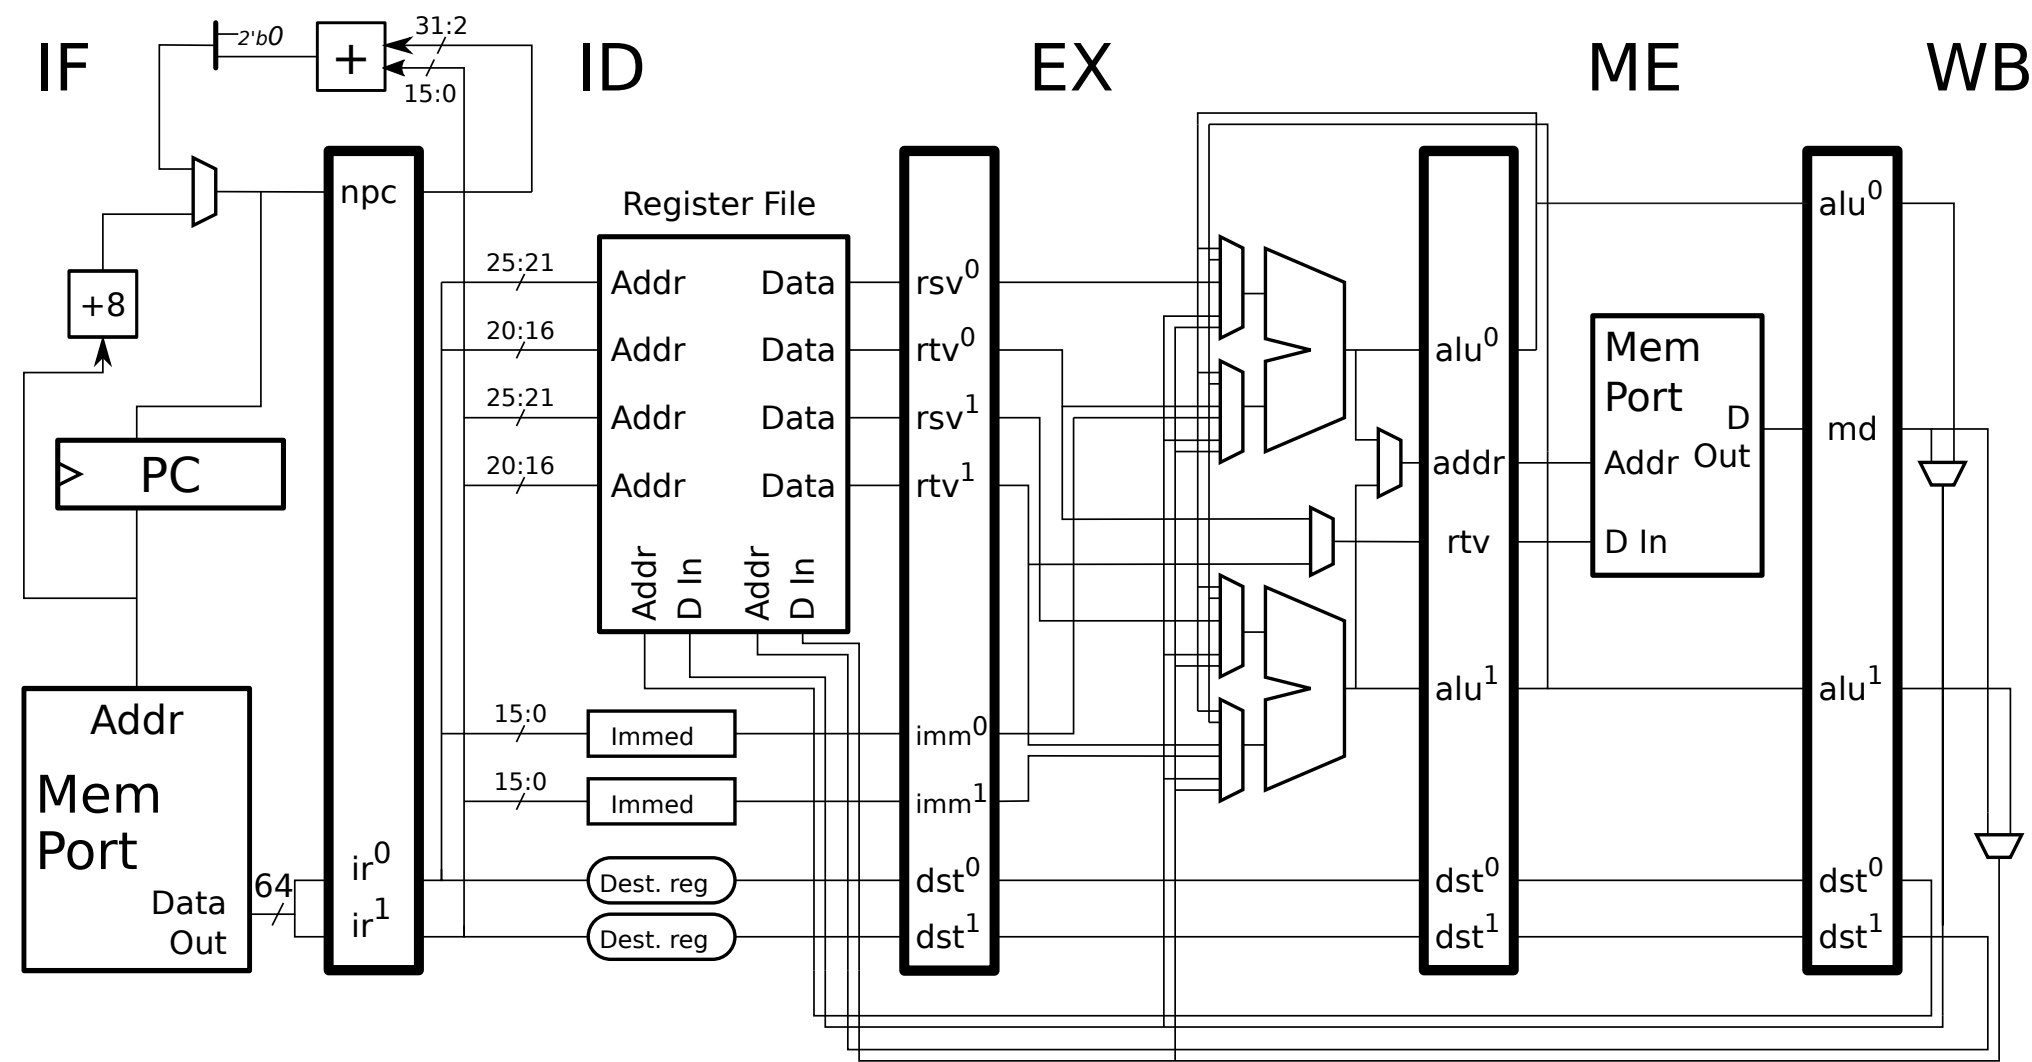 IF
ID
EX
ME
WB
2'b0
+
31:2
15:0
npc
+8
PC
Addr
Mem
Port
Data
Out
64
ir⁰
ir¹
Register File
25:21
20:16
25:21
20:16
Addr Data
Addr Data
Addr Data
Addr Data
Addr
D In
Addr
D In
15:0
Immed
15:0
Immed
Dest. reg
Dest. reg
rsv⁰
rtv⁰
rsv¹
rtv¹
imm⁰
imm¹
dst⁰
dst¹
alu⁰
addr
rtv
alu¹
dst⁰
dst¹
Mem
Port
D
Addr Out
D In
alu⁰
md
alu¹
dst⁰
dst¹